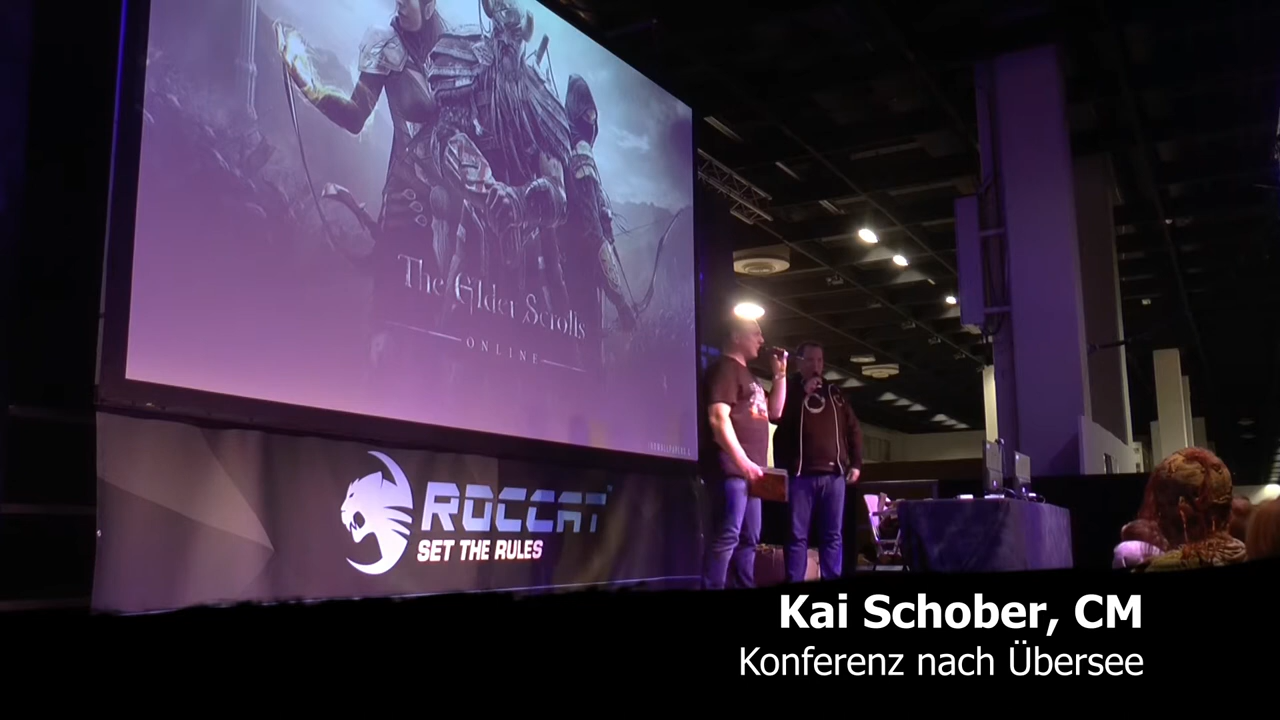 The Elder Scrolls
ONLINE
ROCCAT
SET THE RULES
Kai Schober, CM
Konferenz nach Übersee